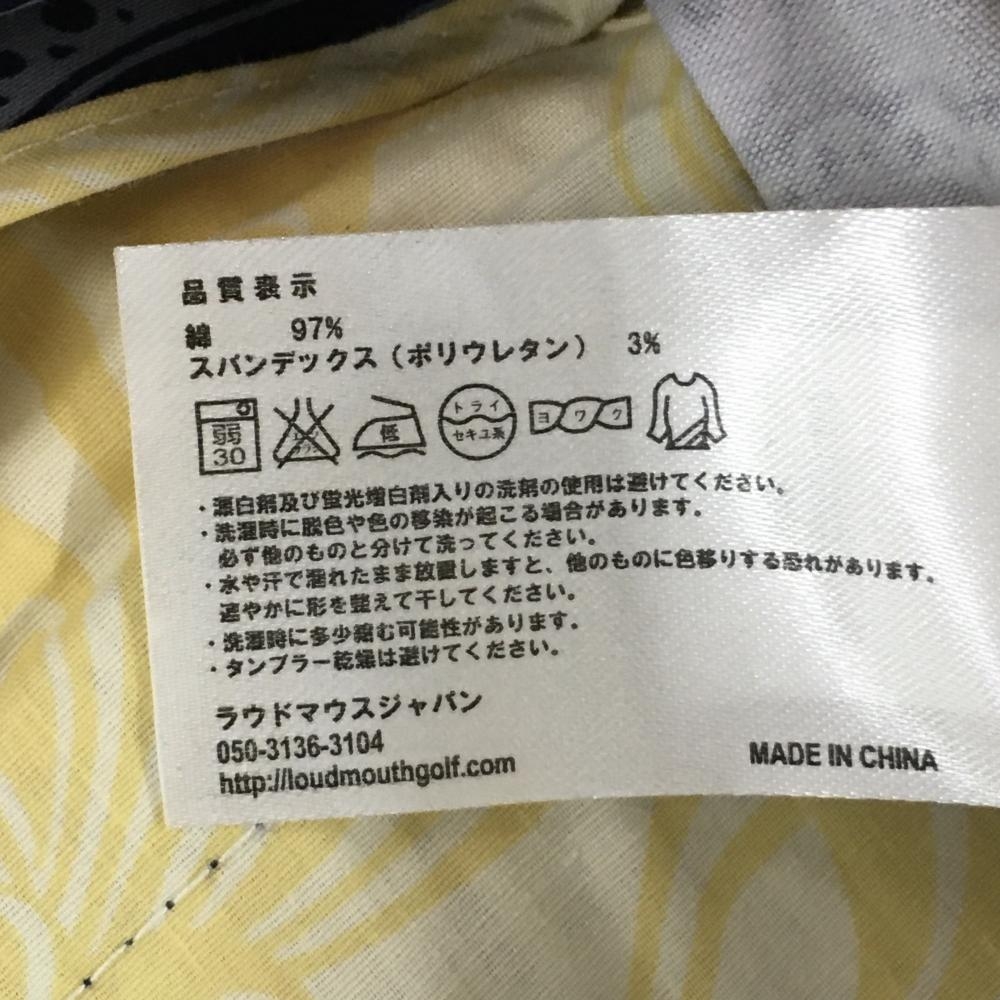 品質表示
綿 97%
スパンデックス（ポリウレタン） 3%
弱 30 エンソサラシ 低 ドライ セキユ系 ヨワク
・漂白剤及び蛍光増白剤入りの洗剤の使用は避けてください。
・洗濯時に脱色や色の移染が起こる場合があります。
必ず他のものと分けて洗ってください。
・水や汗で濡れたまま放置しますと、他のものに色移りする恐れがあります。
速やかに形を整えて干してください。
・洗濯時に多少縮む可能性があります。
・タンブラー乾燥は避けてください。
ラウドマウスジャパン
050-3136-3104
http://loudmouthgolf.com
MADE IN CHINA